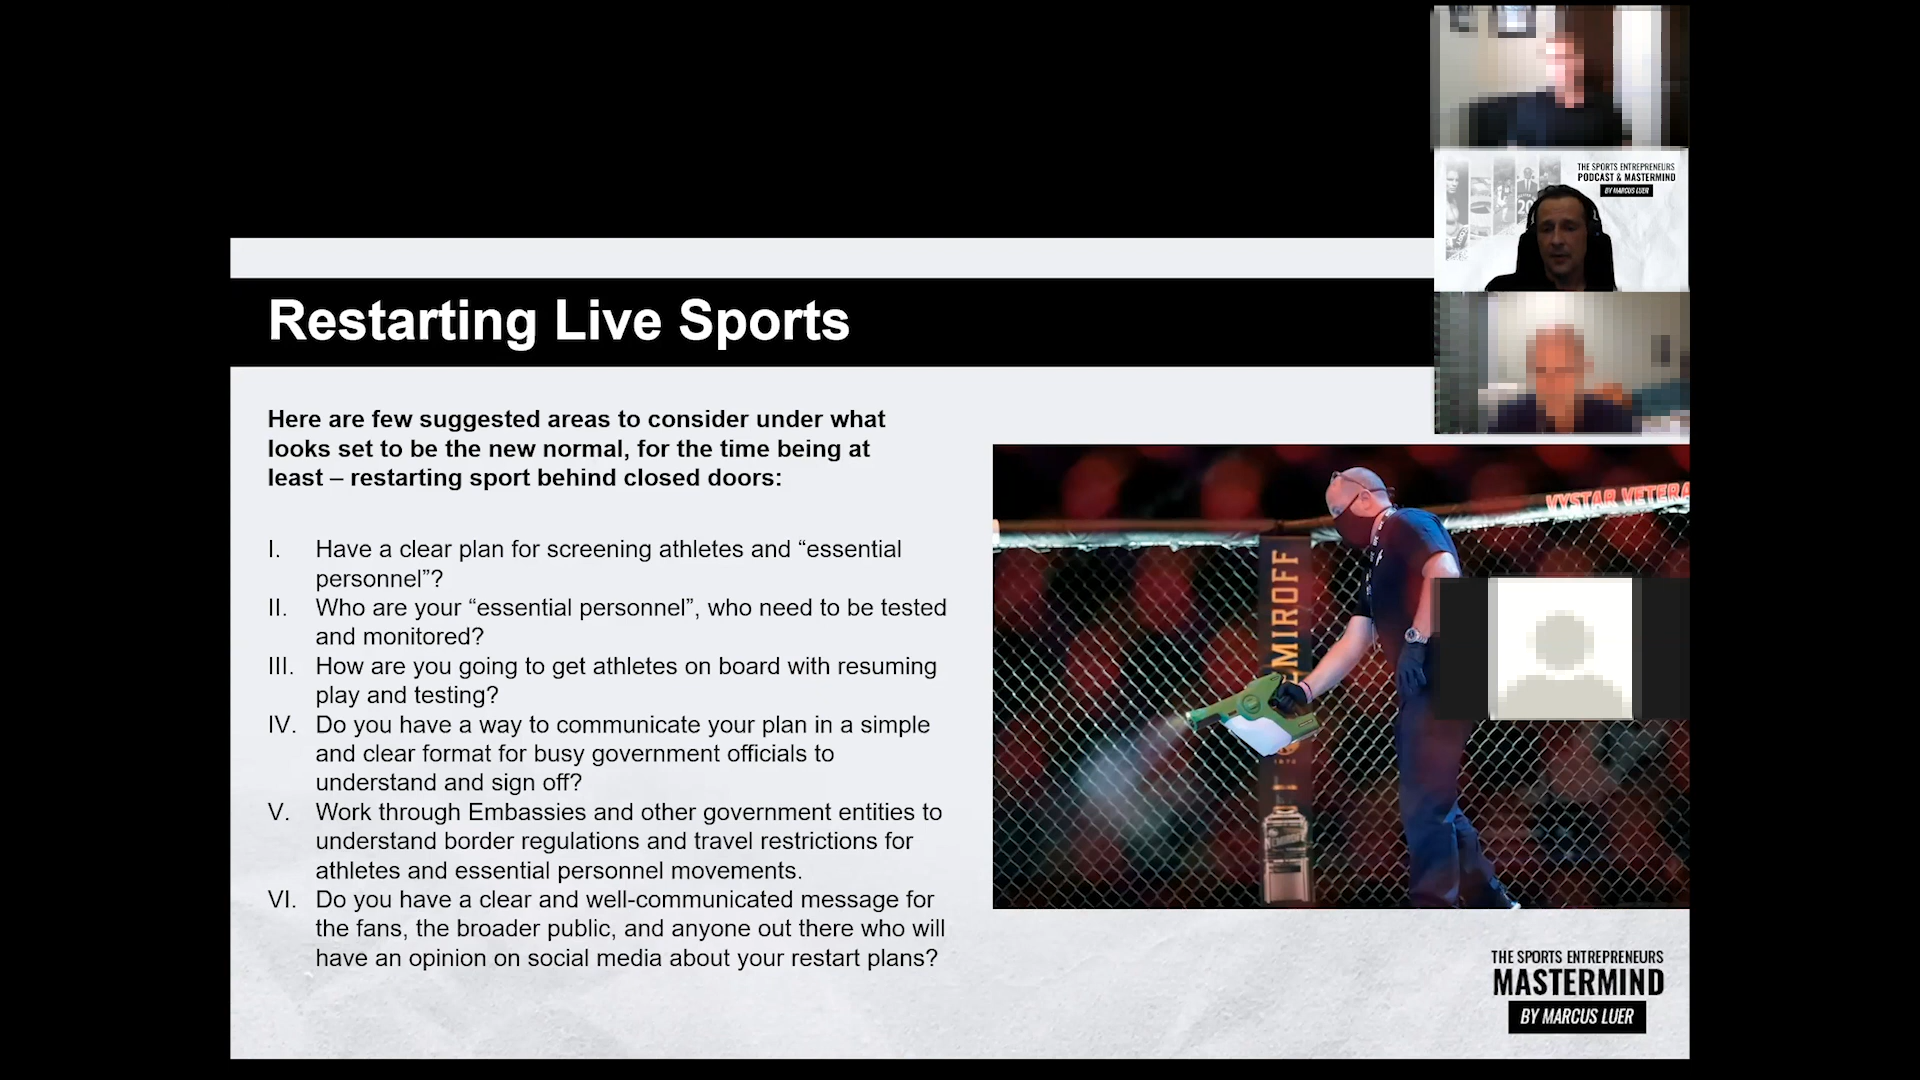 THE SPORTS ENTREPRENEURS
PODCAST & MASTERMIND
BY MARCUS LUER
Restarting Live Sports
Here are few suggested areas to consider under what
looks set to be the new normal, for the time being at
least – restarting sport behind closed doors:
I. Have a clear plan for screening athletes and “essential
personnel”?
II. Who are your “essential personnel”, who need to be tested
and monitored?
III. How are you going to get athletes on board with resuming
play and testing?
IV. Do you have a way to communicate your plan in a simple
and clear format for busy government officials to
understand and sign off?
V. Work through Embassies and other government entities to
understand border regulations and travel restrictions for
athletes and essential personnel movements.
VI. Do you have a clear and well-communicated message for
the fans, the broader public, and anyone out there who will
have an opinion on social media about your restart plans?
VYSTAR VETERA
MIROFF
THE SPORTS ENTREPRENEURS
MASTERMIND
BY MARCUS LUER